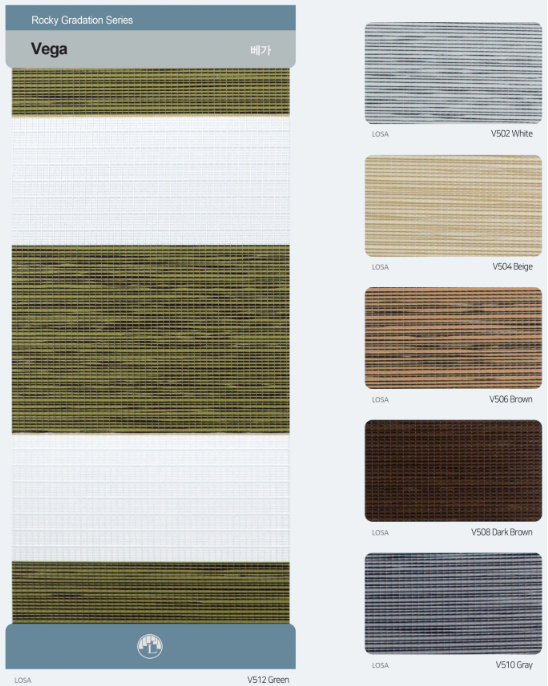 Rocky Gradation Series
Vega
베가
L
LOSA
V512 Green
LOSA
V502 White
LOSA
V504 Beige
LOSA
V506 Brown
LOSA
V508 Dark Brown
LOSA
V510 Gray